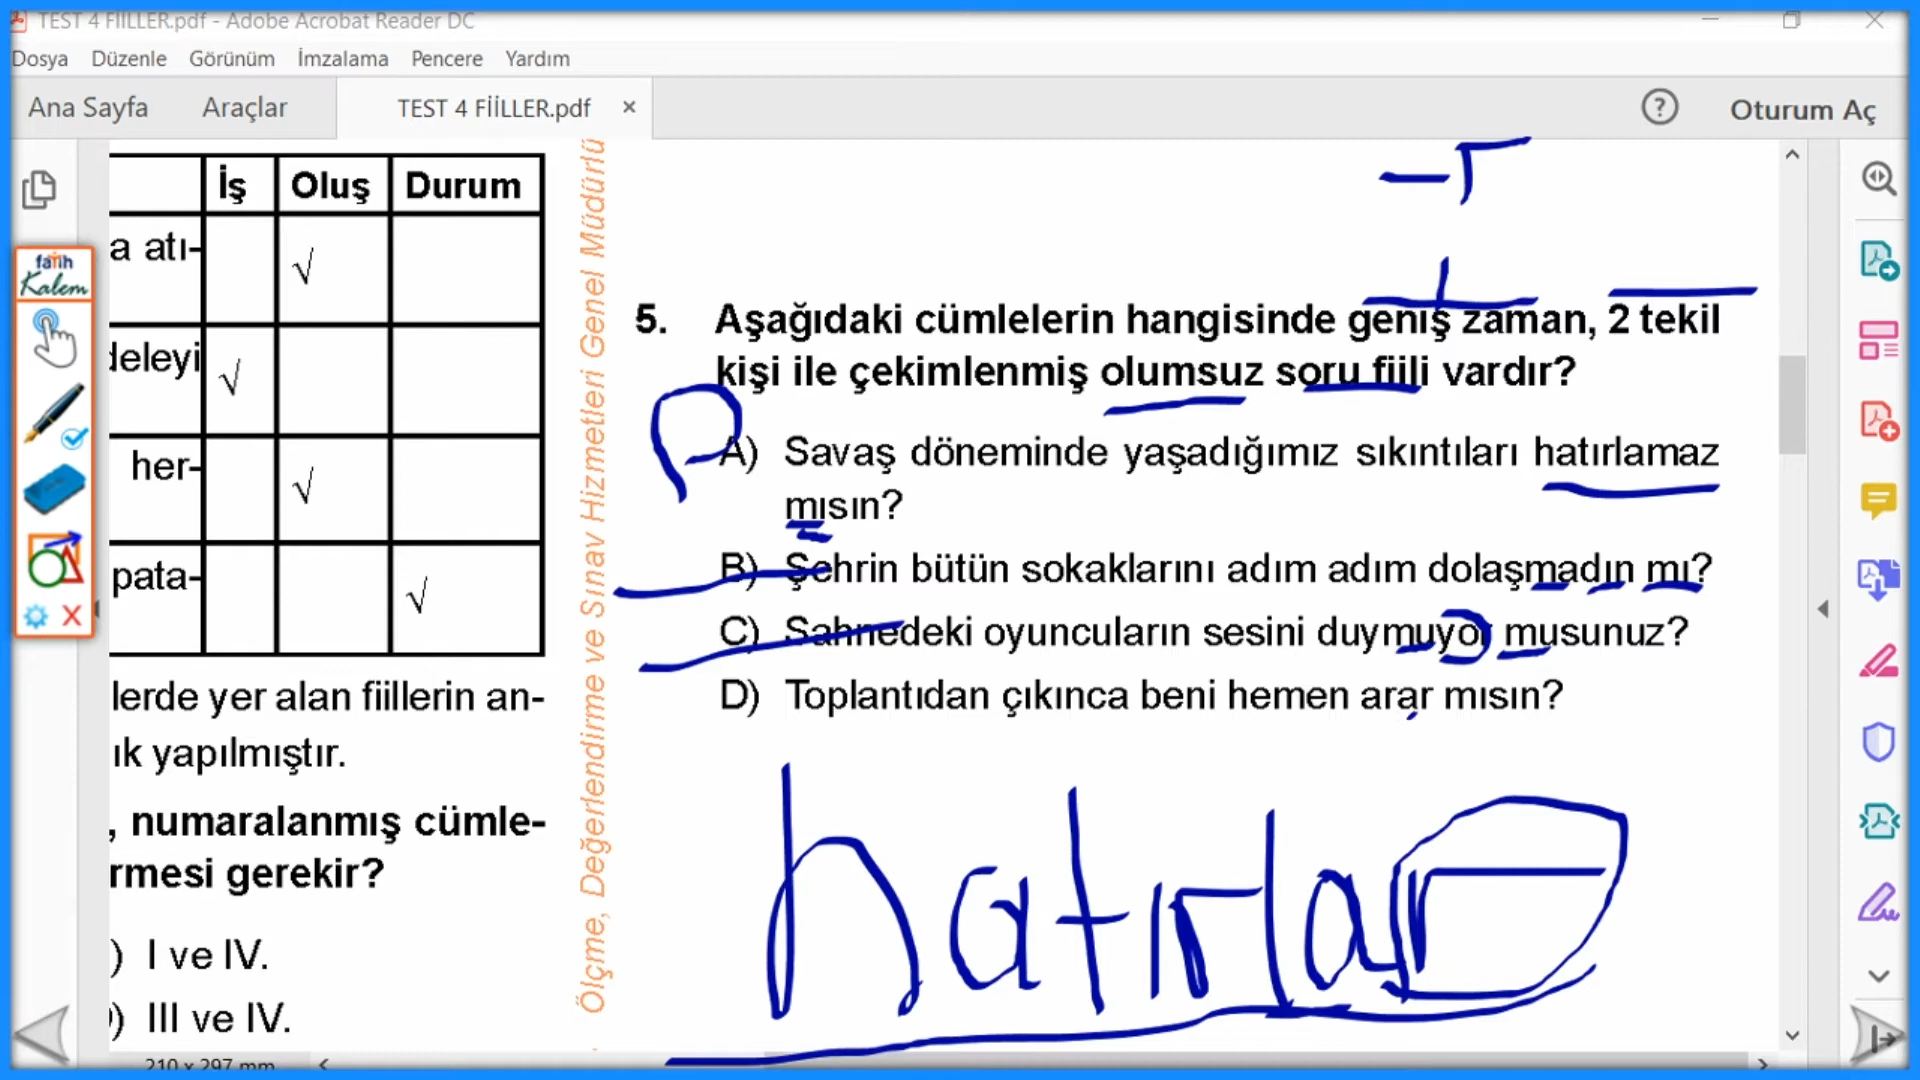 TEST 4 FİİLLER.pdf - Adobe Acrobat Reader DC
Dosya Düzenle Görünüm İmzalama Pencere Yardım
Ana Sayfa Araçlar TEST 4 FİİLLER.pdf × ? Oturum Aç
fatih
Kalem
İş Oluş Durum
a atı- √
deleyi √
her- √
pata- √
lerde yer alan fiillerin an-
ık yapılmıştır.
, numaralanmış cümle-
rmesi gerekir?
) I ve IV.
) III ve IV.
Ölçme, Değerlendirme ve Sınav Hizmetleri Genel Müdürlü
-r
5. Aşağıdaki cümlelerin hangisinde geniş zaman, 2 tekil
kişi ile çekimlenmiş olumsuz soru fiili vardır?
A) Savaş döneminde yaşadığımız sıkıntıları hatırlamaz
mısın?
B) Şehrin bütün sokaklarını adım adım dolaşmadın mı?
C) Sahnedeki oyuncuların sesini duymuyor musunuz?
D) Toplantıdan çıkınca beni hemen arar mısın?
hatırlar
210 x 297 mm